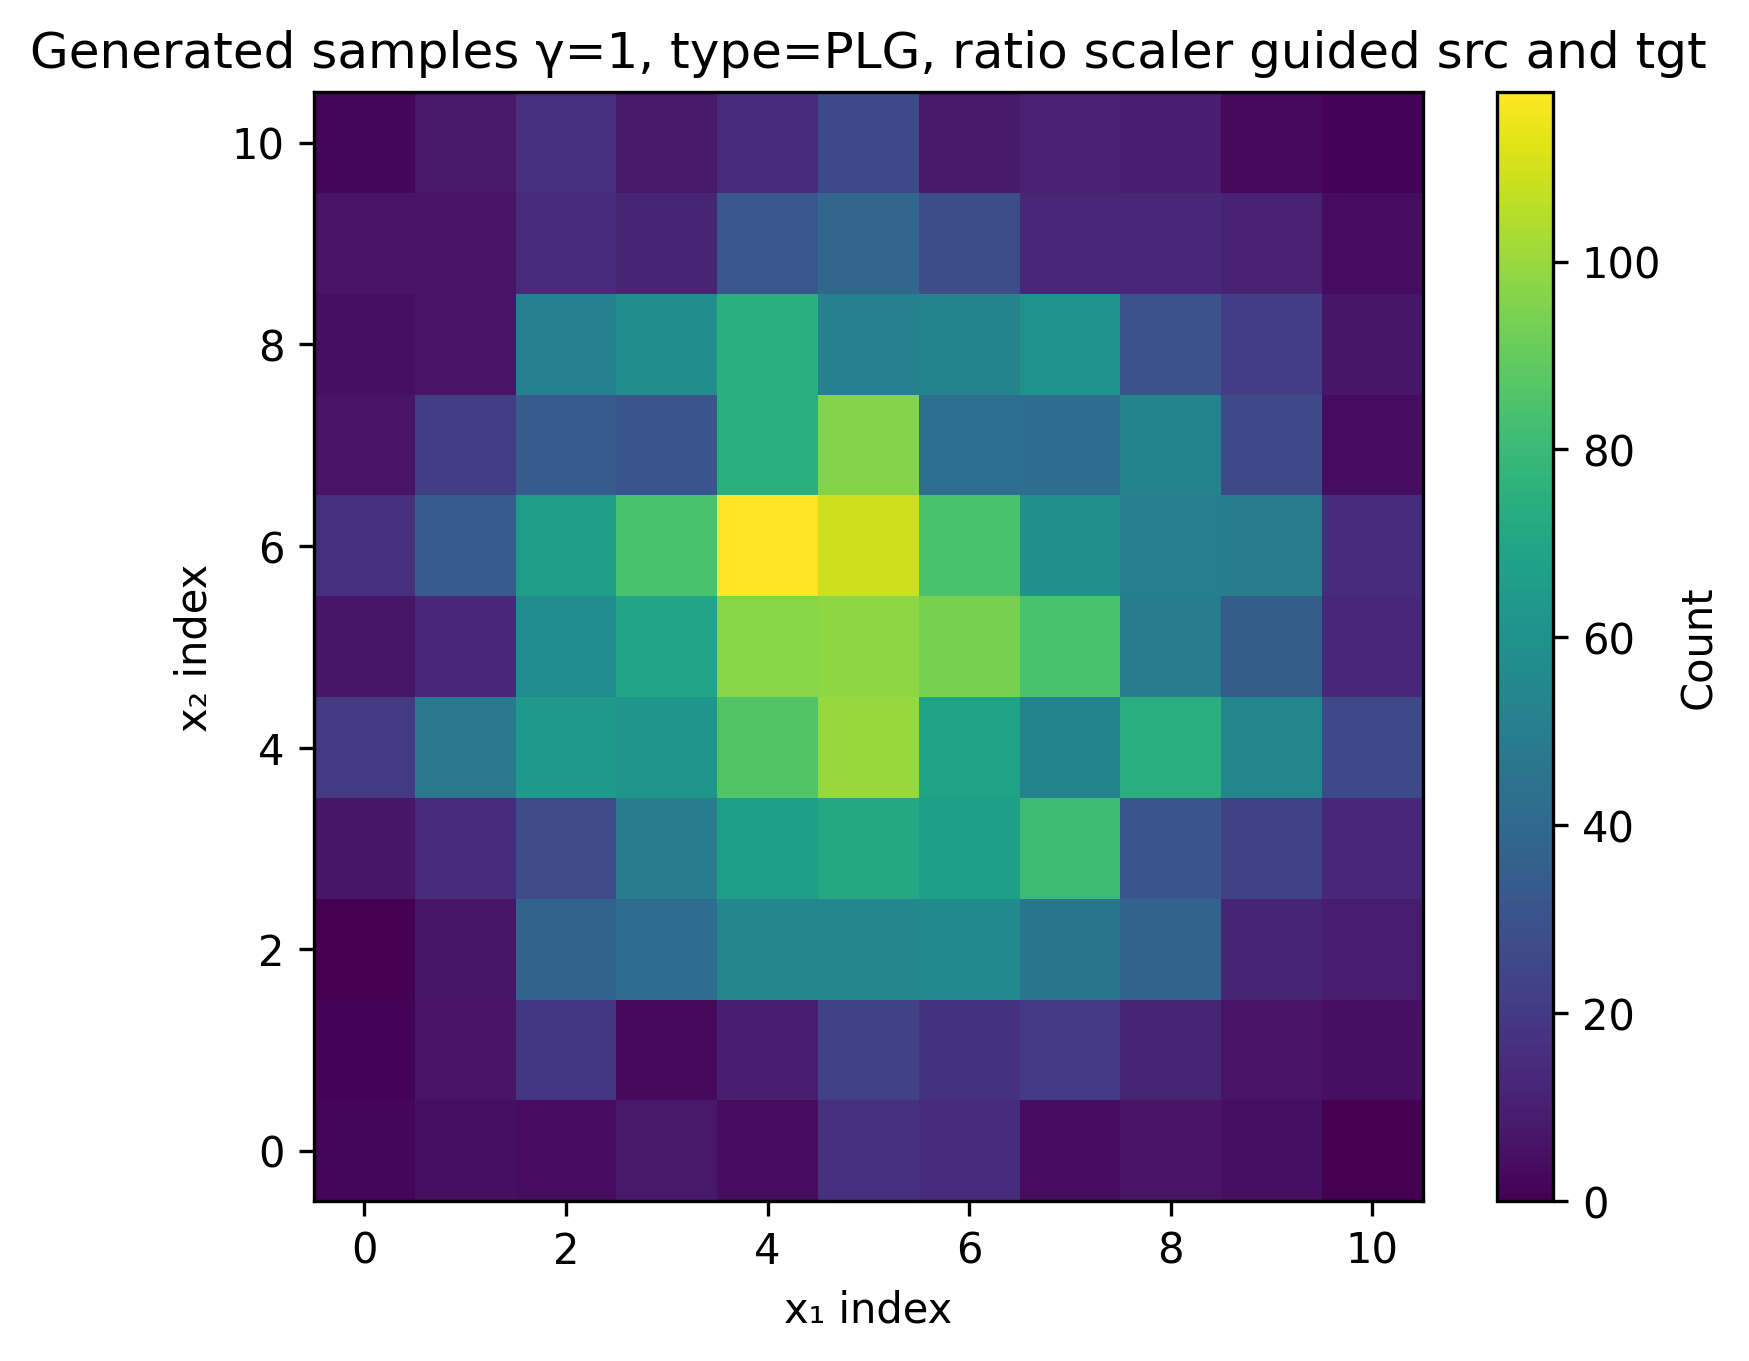 Generated samples γ=1, type=PLG, ratio scaler guided src and tgt
10
8
6
4
2
0
x₂ index
0 2 4 6 8 10
x₁ index
100
80
60
40
20
0
Count